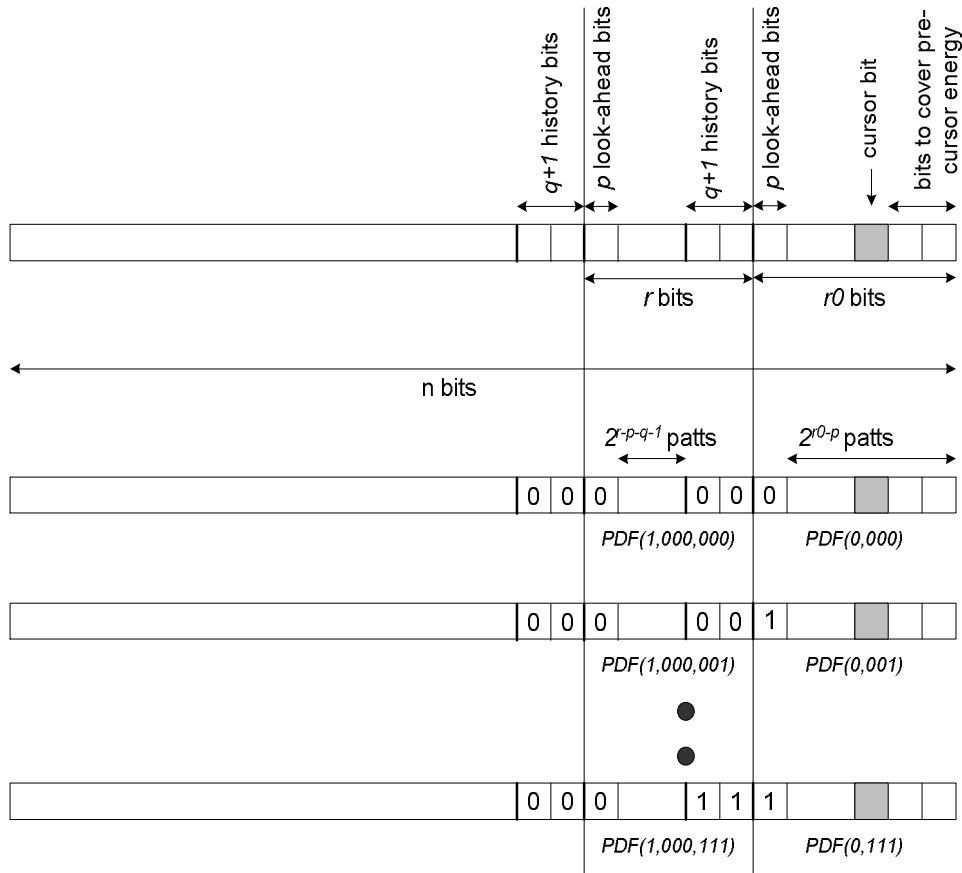 q+1 history bits
p look-ahead bits
q+1 history bits
p look-ahead bits
cursor bit
bits to cover pre-
cursor energy
r bits
r0 bits
n bits
2^r-p-q-1 patts
2^r0-p patts
0 0 0 0 0 0
PDF(1,000,000)
PDF(0,000)
0 0 0 0 0 1
PDF(1,000,001)
PDF(0,001)
0 0 0 1 1 1
PDF(1,000,111)
PDF(0,111)